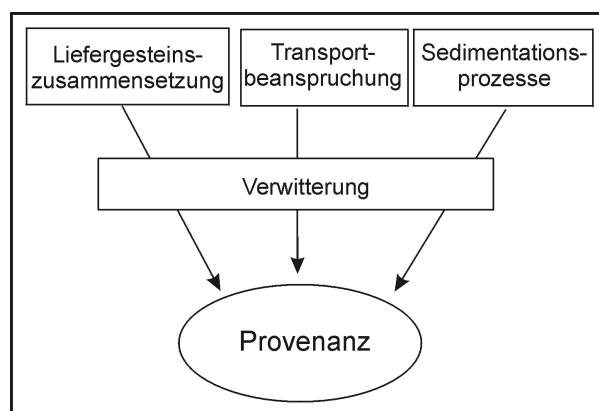 Liefergesteins-
zusammensetzung
Transport-
beanspruchung
Sedimentations-
prozesse
Verwitterung
Provenanz